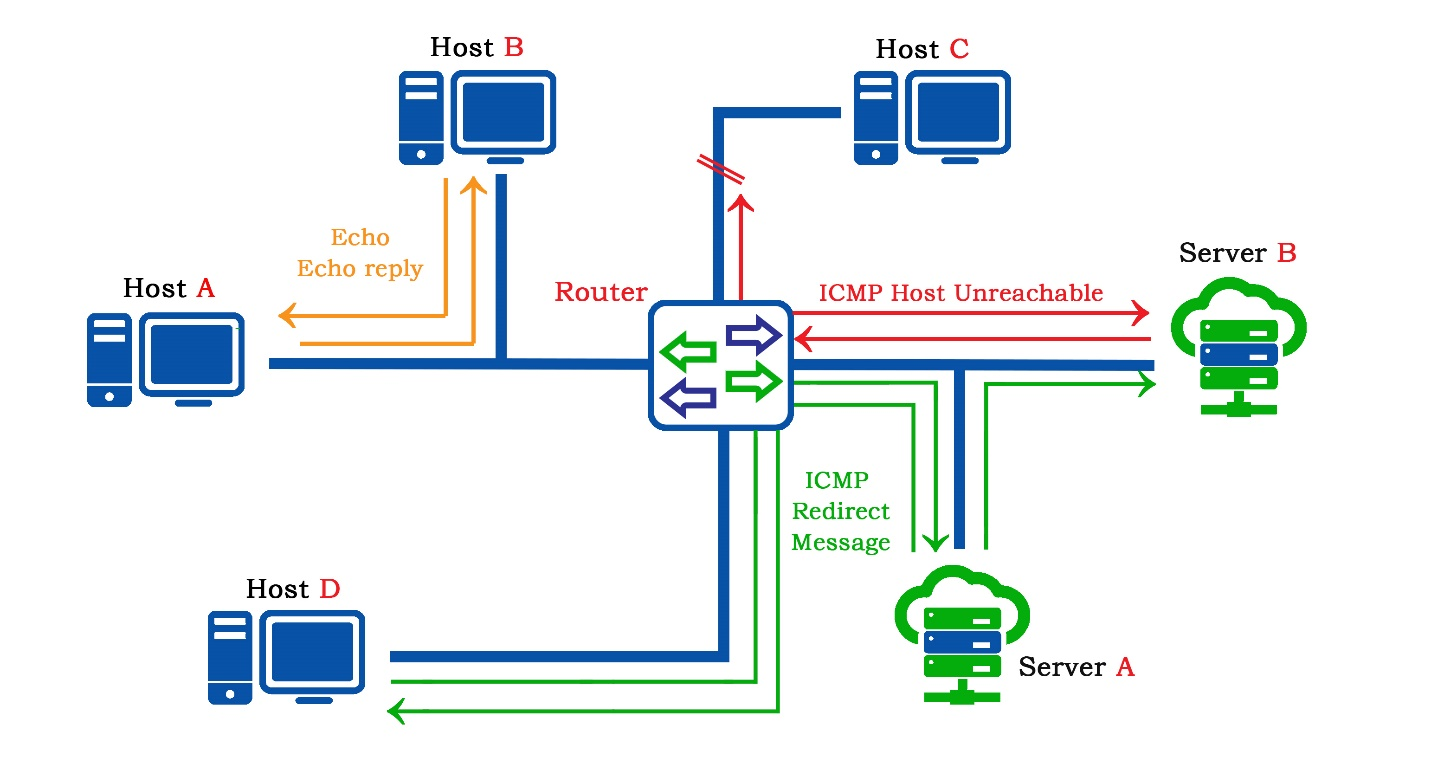 Host B
Host C
Echo
Echo reply
Server B
Host A
Router
ICMP Host Unreachable
ICMP
Redirect
Message
Host D
Server A